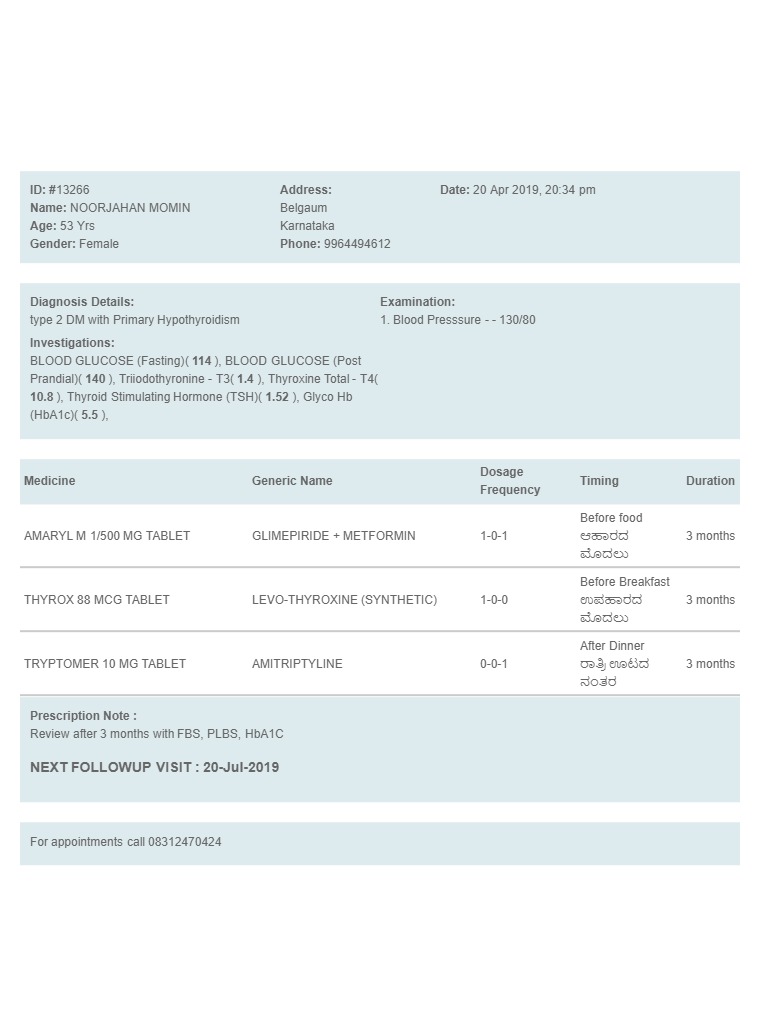 ID: #13266
Name: NOORJAHAN MOMIN
Age: 53 Yrs
Gender: Female
Address:
Belgaum
Karnataka
Phone: 9964494612
Date: 20 Apr 2019, 20:34 pm
Diagnosis Details:
type 2 DM with Primary Hypothyroidism
Investigations:
BLOOD GLUCOSE (Fasting)( 114 ), BLOOD GLUCOSE (Post
Prandial)( 140 ), Triiodothyronine - T3( 1.4 ), Thyroxine Total - T4(
10.8 ), Thyroid Stimulating Hormone (TSH)( 1.52 ), Glyco Hb
(HbA1c)( 5.5 ),
Examination:
1. Blood Presssure - - 130/80
Medicine Generic Name Dosage Frequency Timing Duration
AMARYL M 1/500 MG TABLET GLIMEPIRIDE + METFORMIN 1-0-1 Before food 3 months
ಆಹಾರದ
ಮೊದಲು
THYROX 88 MCG TABLET LEVO-THYROXINE (SYNTHETIC) 1-0-0 Before Breakfast 3 months
ಉಪಹಾರದ
ಮೊದಲು
TRYPTOMER 10 MG TABLET AMITRIPTYLINE 0-0-1 After Dinner 3 months
ರಾತ್ರಿ ಊಟದ
ನಂತರ
Prescription Note :
Review after 3 months with FBS, PLBS, HbA1C
NEXT FOLLOWUP VISIT : 20-Jul-2019
For appointments call 08312470424